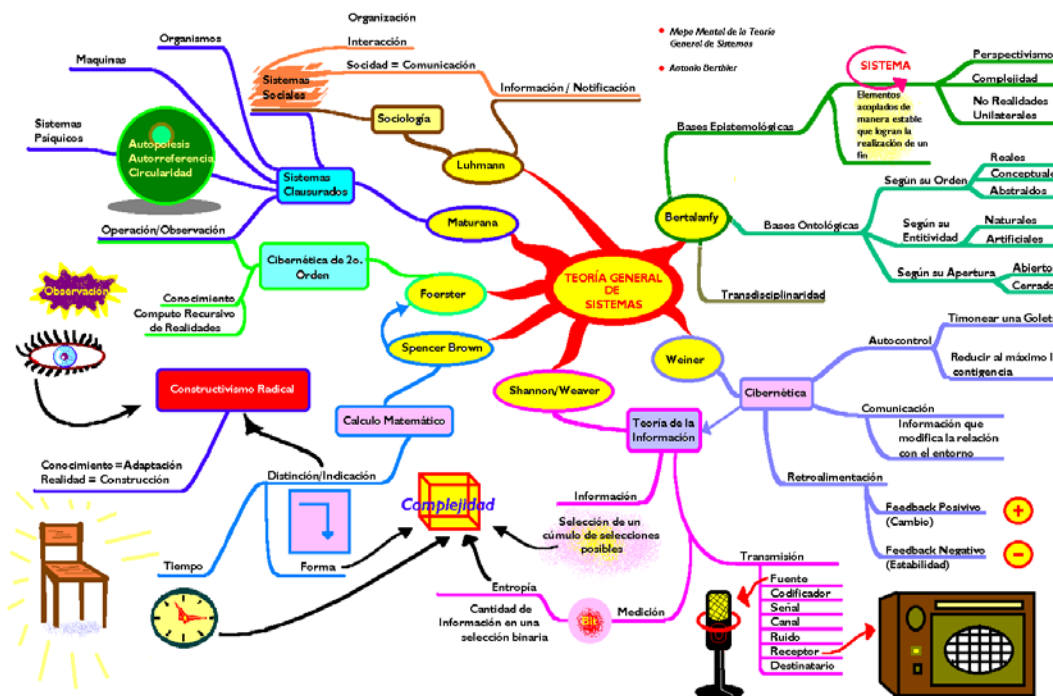 Organización
Organismos
Interacción
Maquinas
Socidad = Comunicación
Sistemas
Sociales
Información / Notificación
Sociología
Sistemas
Psiquicos
Autopolesis
Autorreferencia
Circularidad
Luhmann
Sistemas
Clausurados
Maturana
Operación/Observación
Cibernética de 2o.
Orden
Observación
Foerster
Conocimiento
Computo Recursivo
de Realidades
Spencer Brown
Constructivismo Radical
Calculo Matemático
Conocimiento =Adaptación
Realidad = Construcción
Distinción/Indicación
Tiempo
Forma
Complejidad
TEORÍA GENERAL
DE
SISTEMAS
Mapa Mental de la Teoría
General de Sistemas
Antonio Berthier
SISTEMA
Elementos
acoplados de
manera estable
que logran la
realización de un
fin
Perspectivismo
Complejidad
No Realidades
Unilaterales
Bases Epistemológicas
Bertalanfy
Bases Ontológicas
Según su Orden
Reales
Conceptuale
Abstraídos
Según su
Entitividad
Naturales
Artificiales
Según su Apertura
Abierto
Cerrado
Transdisciplinaridad
Weiner
Cibernética
Autocontrol
Timonear una Golet
Reducir al máximo l
contigencia
Comunicación
Información que
modifica la relación
con el entorno
Retroalimentación
Feedback Posivivo
(Cambio)
+
Feedback Negativo
(Estabilidad)
−
Shannon/Weaver
Teoría de la
Información
Información
Selección de un
cúmulo de selecciones
posibles
Entropía
Cantidad de
Información en una
selección binaria
Bit
Medición
Transmisión
Fuente
Codificador
Señal
Canal
Ruido
Receptor
Destinatario